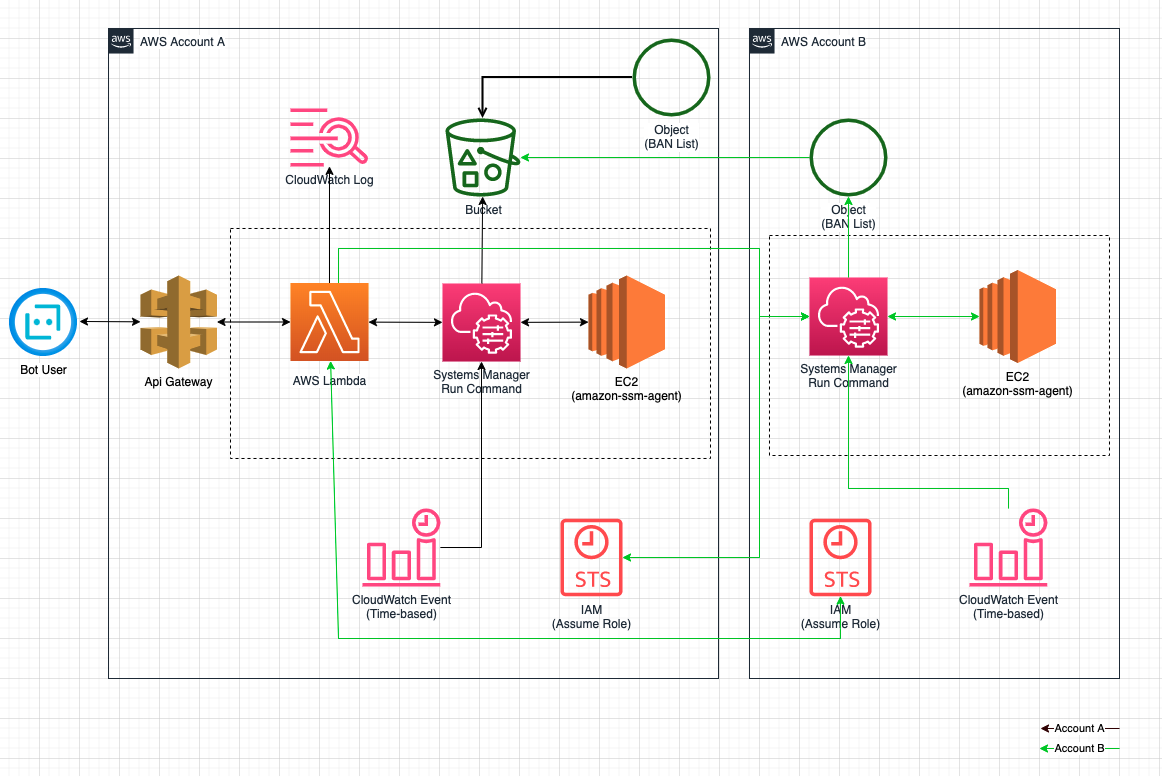 aws
AWS Account A
aws
AWS Account B
Object
(BAN List)
CloudWatch Log
Bucket
Object
(BAN List)
Bot User
Api Gateway
AWS Lambda
Systems Manager
Run Command
EC2
(amazon-ssm-agent)
Systems Manager
Run Command
EC2
(amazon-ssm-agent)
CloudWatch Event
(Time-based)
STS
IAM
(Assume Role)
STS
IAM
(Assume Role)
CloudWatch Event
(Time-based)
Account A
Account B